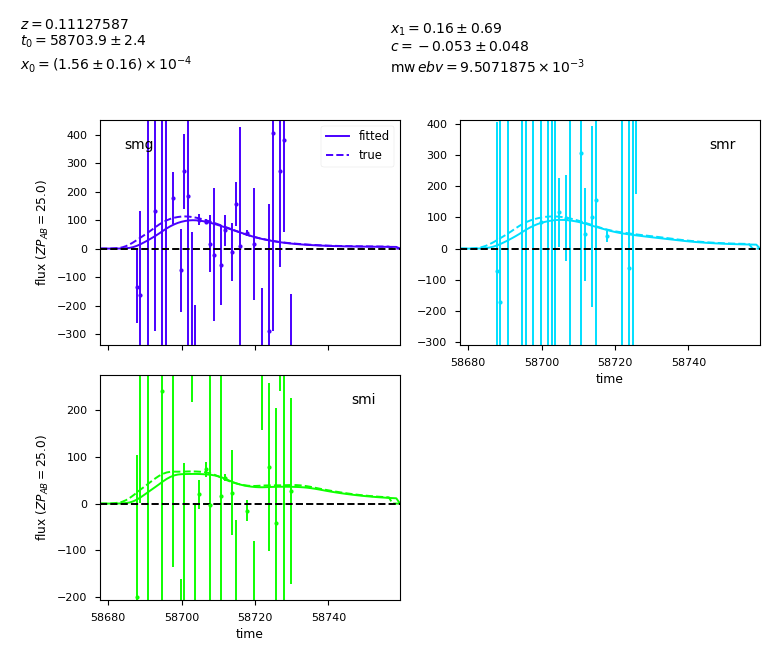 z = 0.11127587
t₀ = 58703.9 ± 2.4
x₀ = (1.56 ± 0.16) × 10⁻⁴
x₁ = 0.16 ± 0.69
c = −0.053 ± 0.048
mw ebv = 9.5071875 × 10⁻³
smg
fitted
true
400
300
200
100
0
−100
−200
−300
flux (ZP_AB = 25.0)
smr
400
300
200
100
0
−100
−200
−300
58680 58700 58720 58740
time
smi
200
100
0
−100
−200
flux (ZP_AB = 25.0)
58680 58700 58720 58740
time